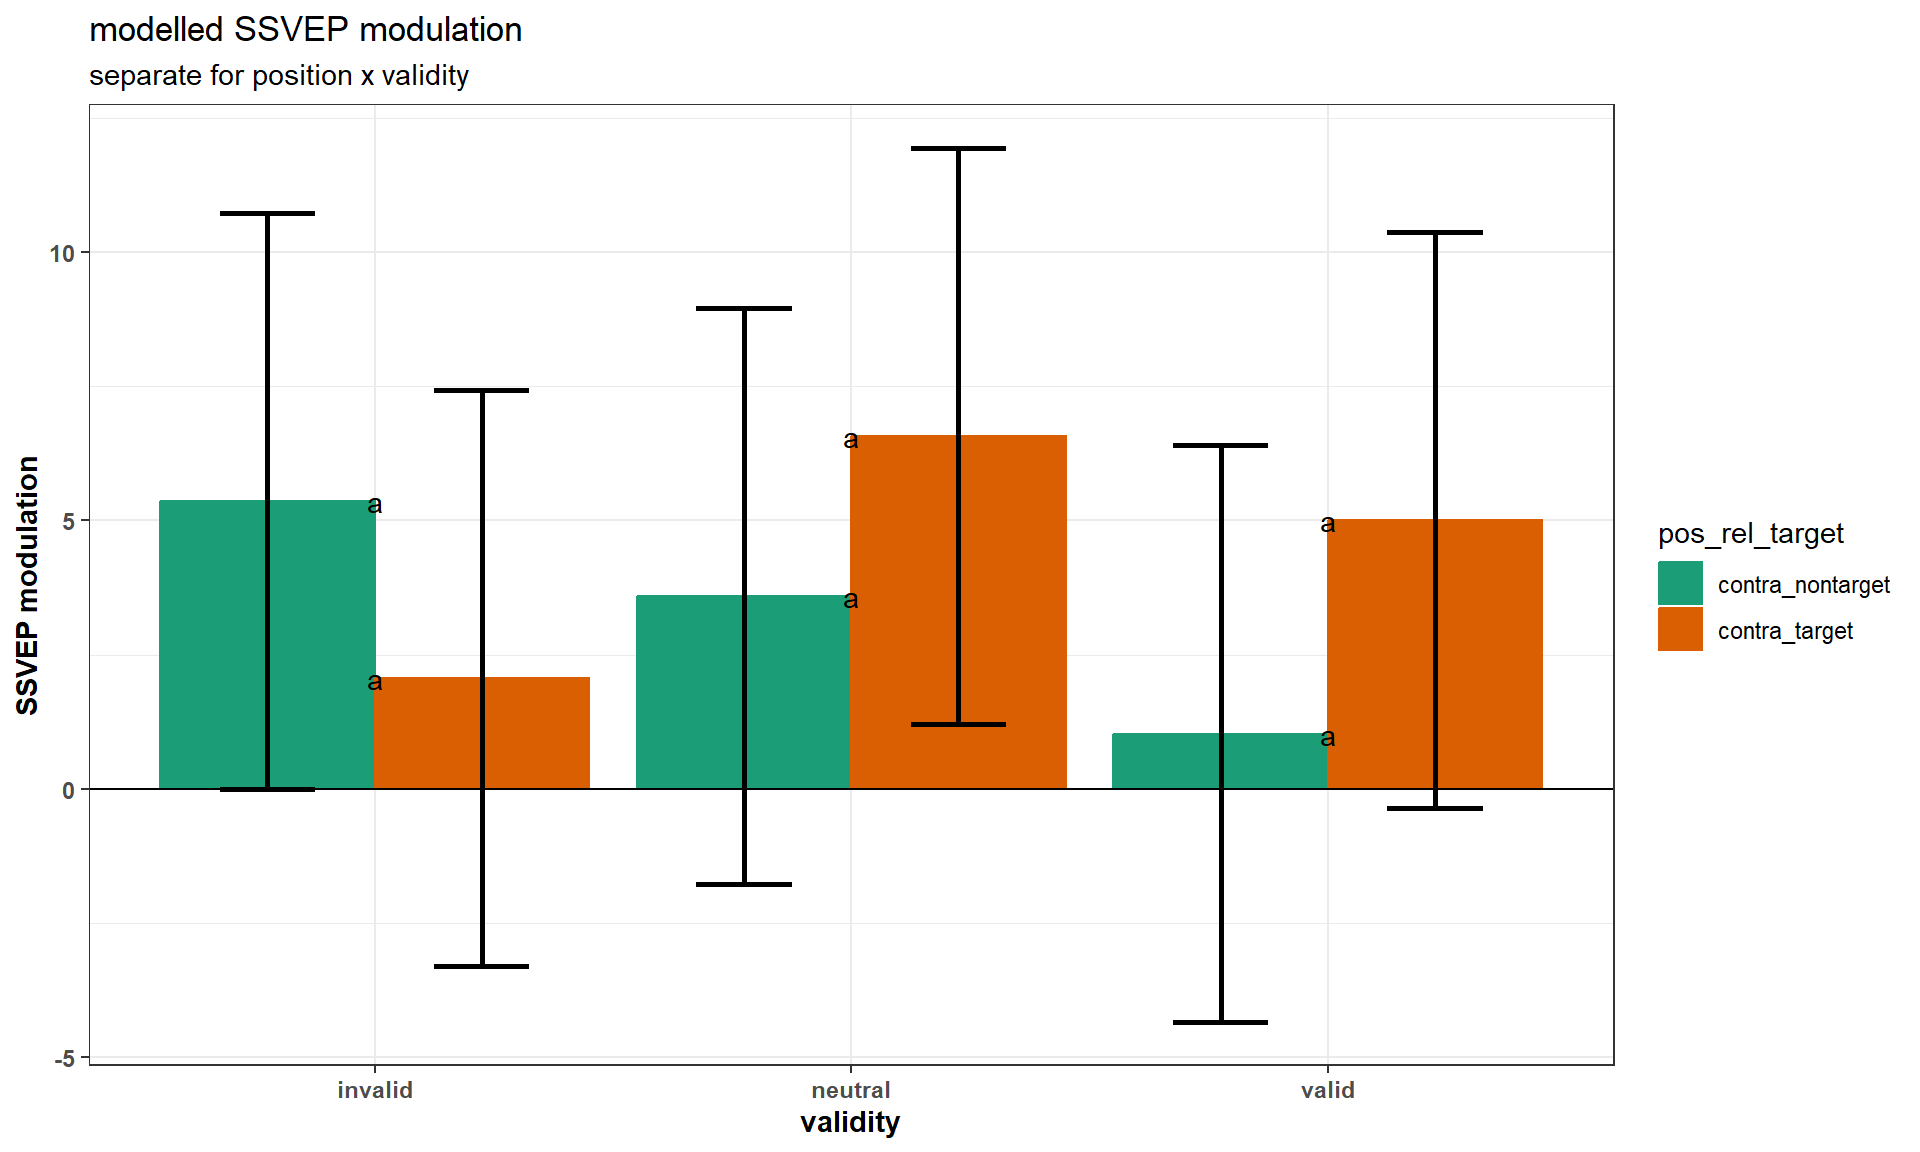 modelled SSVEP modulation
separate for position x validity
SSVEP modulation
10
5
0
-5
a
a
a
a
a
a
invalid
neutral
valid
validity
pos_rel_target
contra_nontarget
contra_target